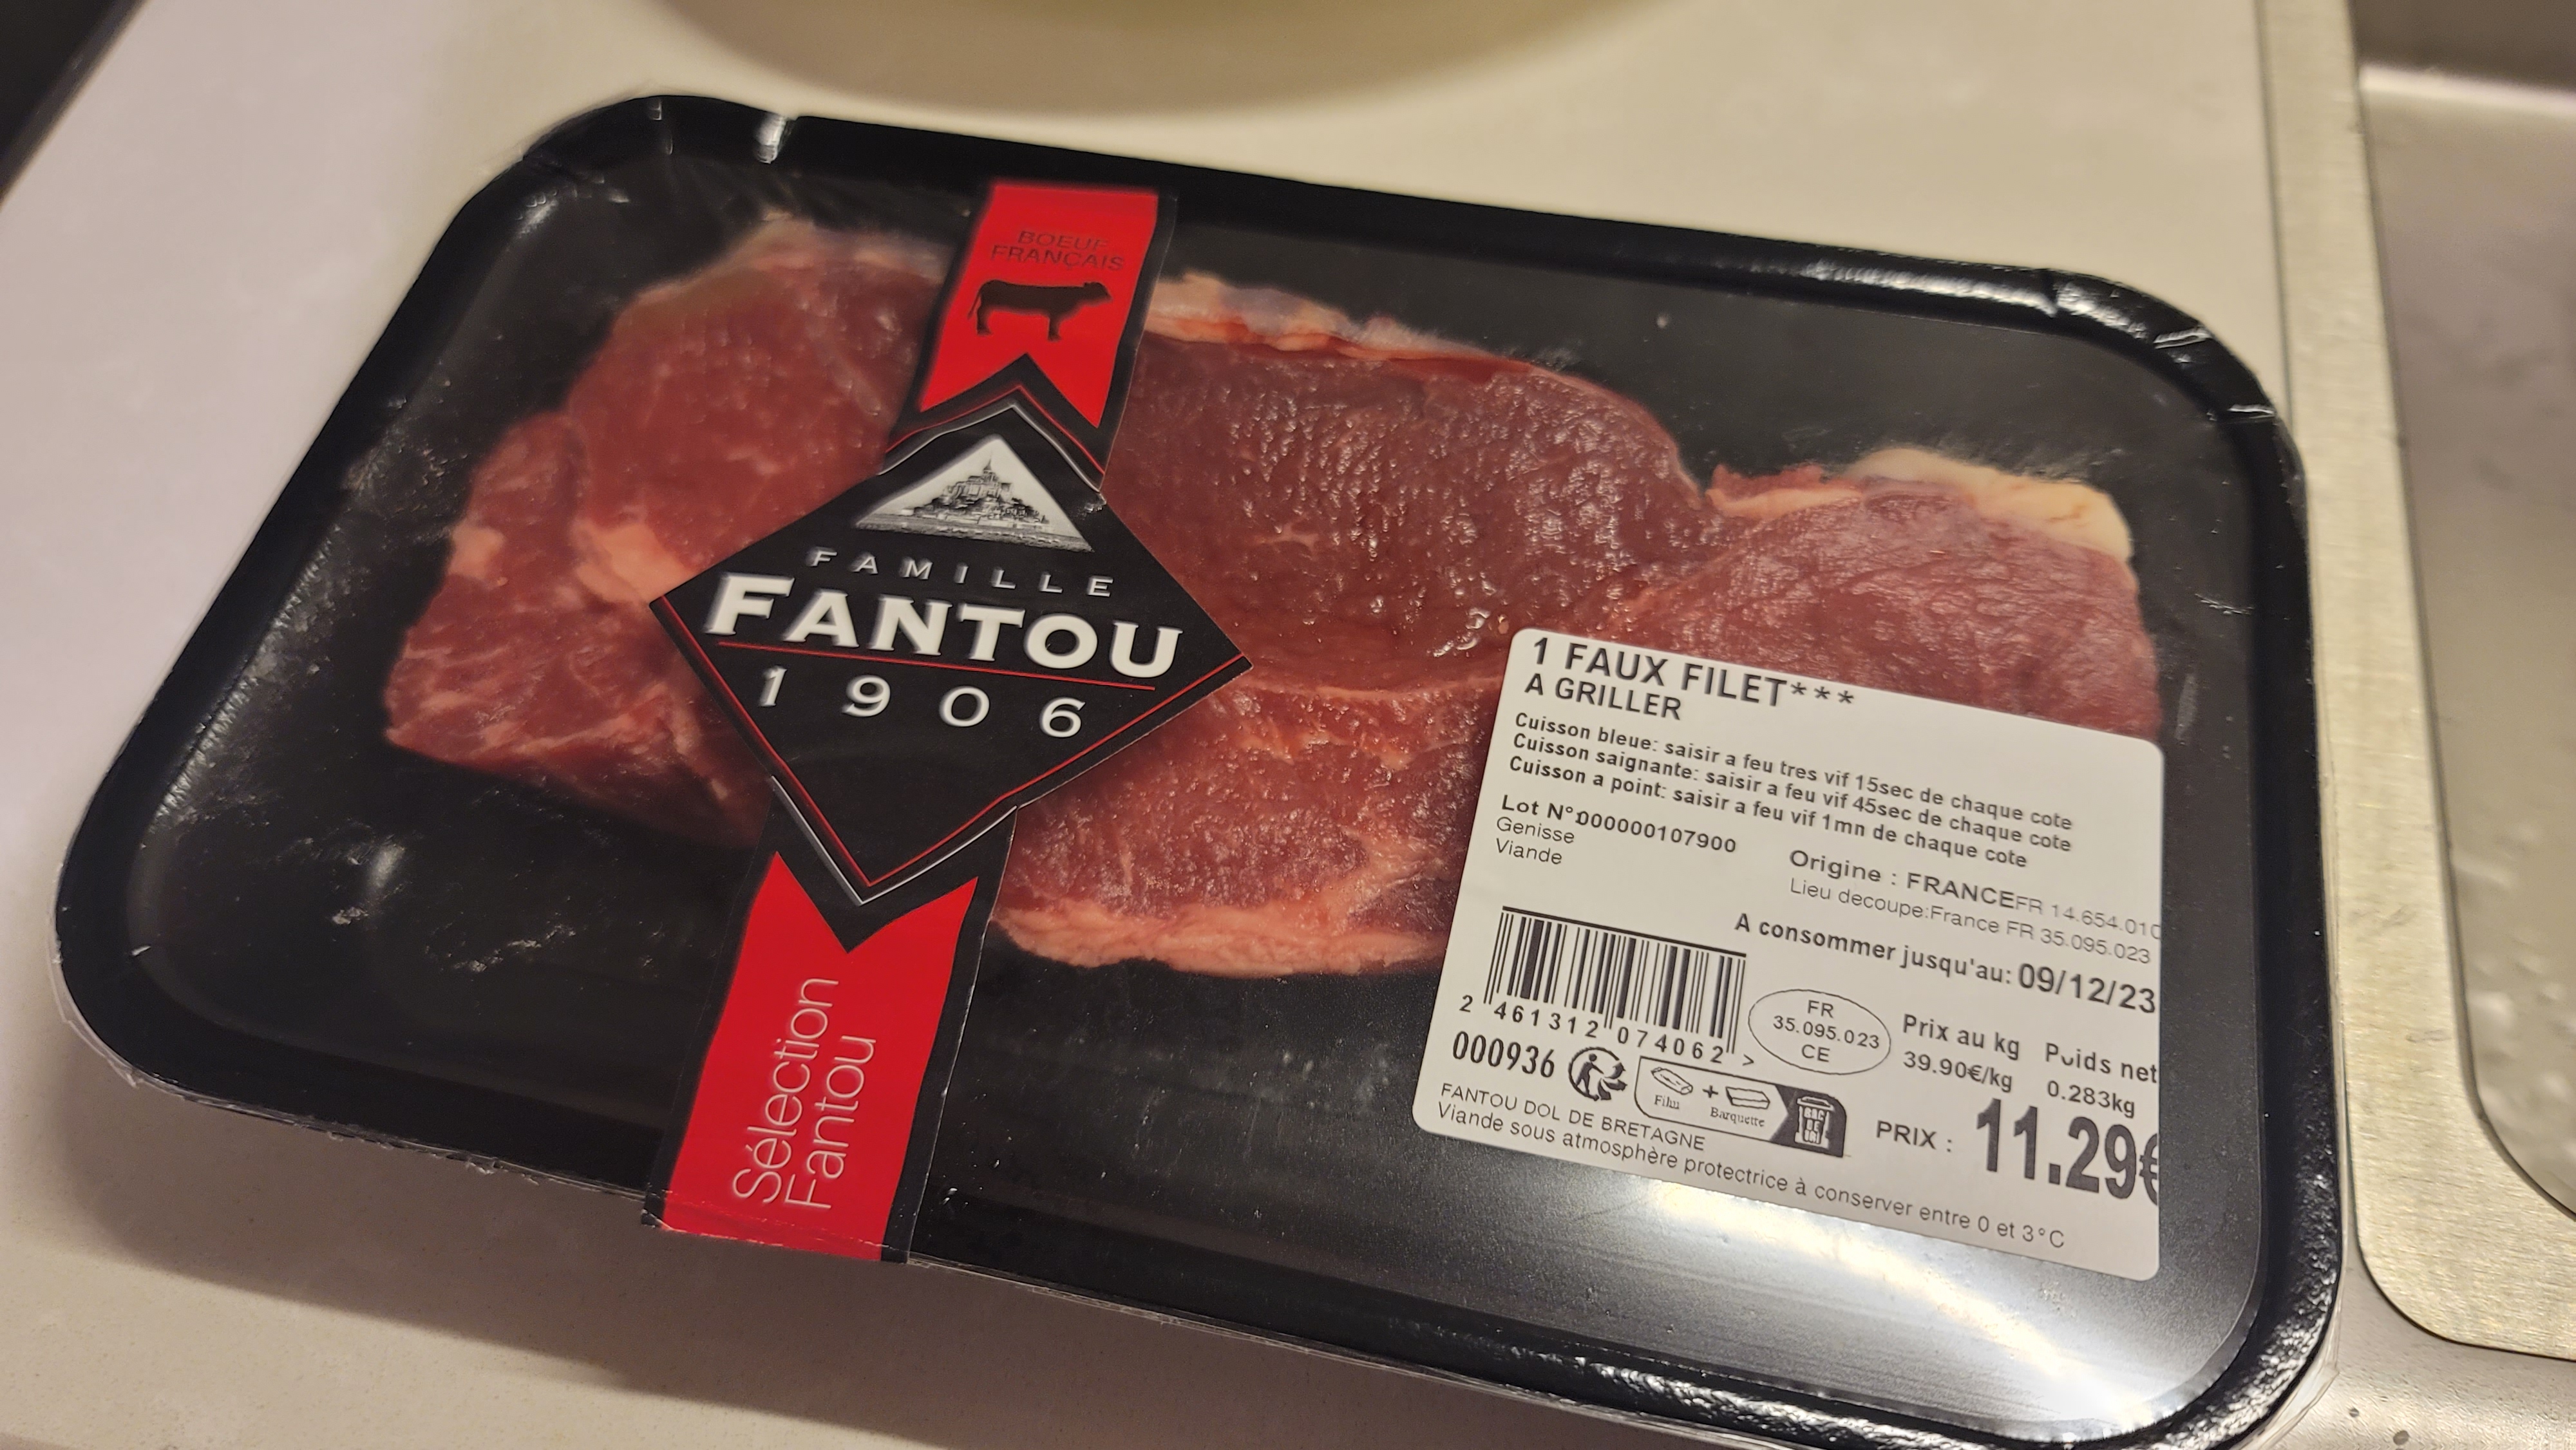 BOEUF
FRANÇAIS
FAMILLE
FANTOU
1906
Sélection
Fantou
1 FAUX FILET***
A GRILLER
Cuisson bleue: saisir a feu tres vif 15sec de chaque cote
Cuisson saignante: saisir a feu vif 45sec de chaque cote
Cuisson a point: saisir a feu vif 1mn de chaque cote
Lot N°:000000107900
Genisse
Viande
Origine : FRANCE FR 14.654.010
Lieu decoupe:France FR 35.095.023
A consommer jusqu'au: 09/12/23
2 461312 074062 >
FR
35.095.023
CE
Prix au kg Poids net
39.90€/kg 0.283kg
000936
Film + Barquette
BAC
DE
TRI
PRIX : 11.29€
FANTOU DOL DE BRETAGNE
Viande sous atmosphère protectrice à conserver entre 0 et 3°C